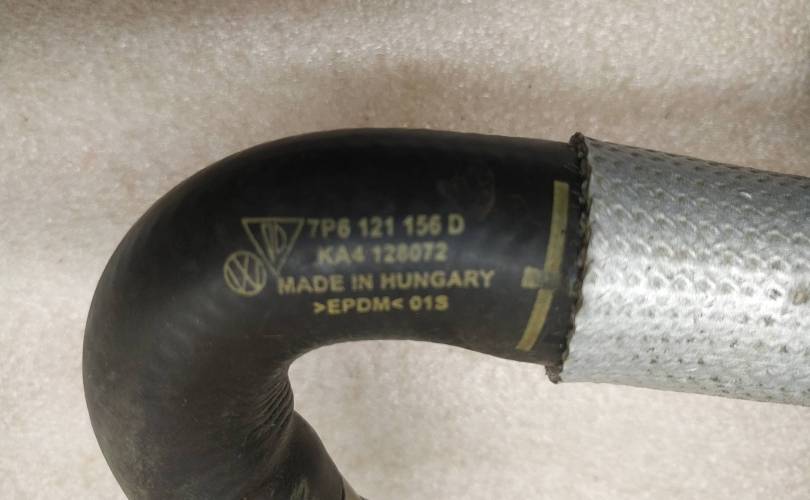 7P6 121 156 D
KA4 128072
MADE IN HUNGARY
>EPDM< 01S